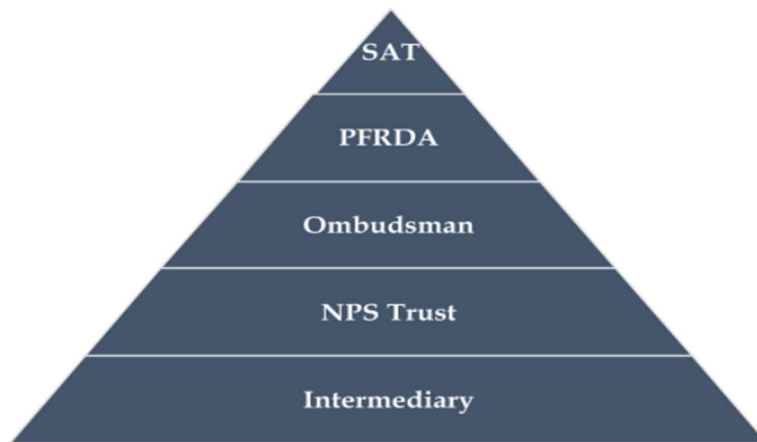 SAT
PFRDA
Ombudsman
NPS Trust
Intermediary